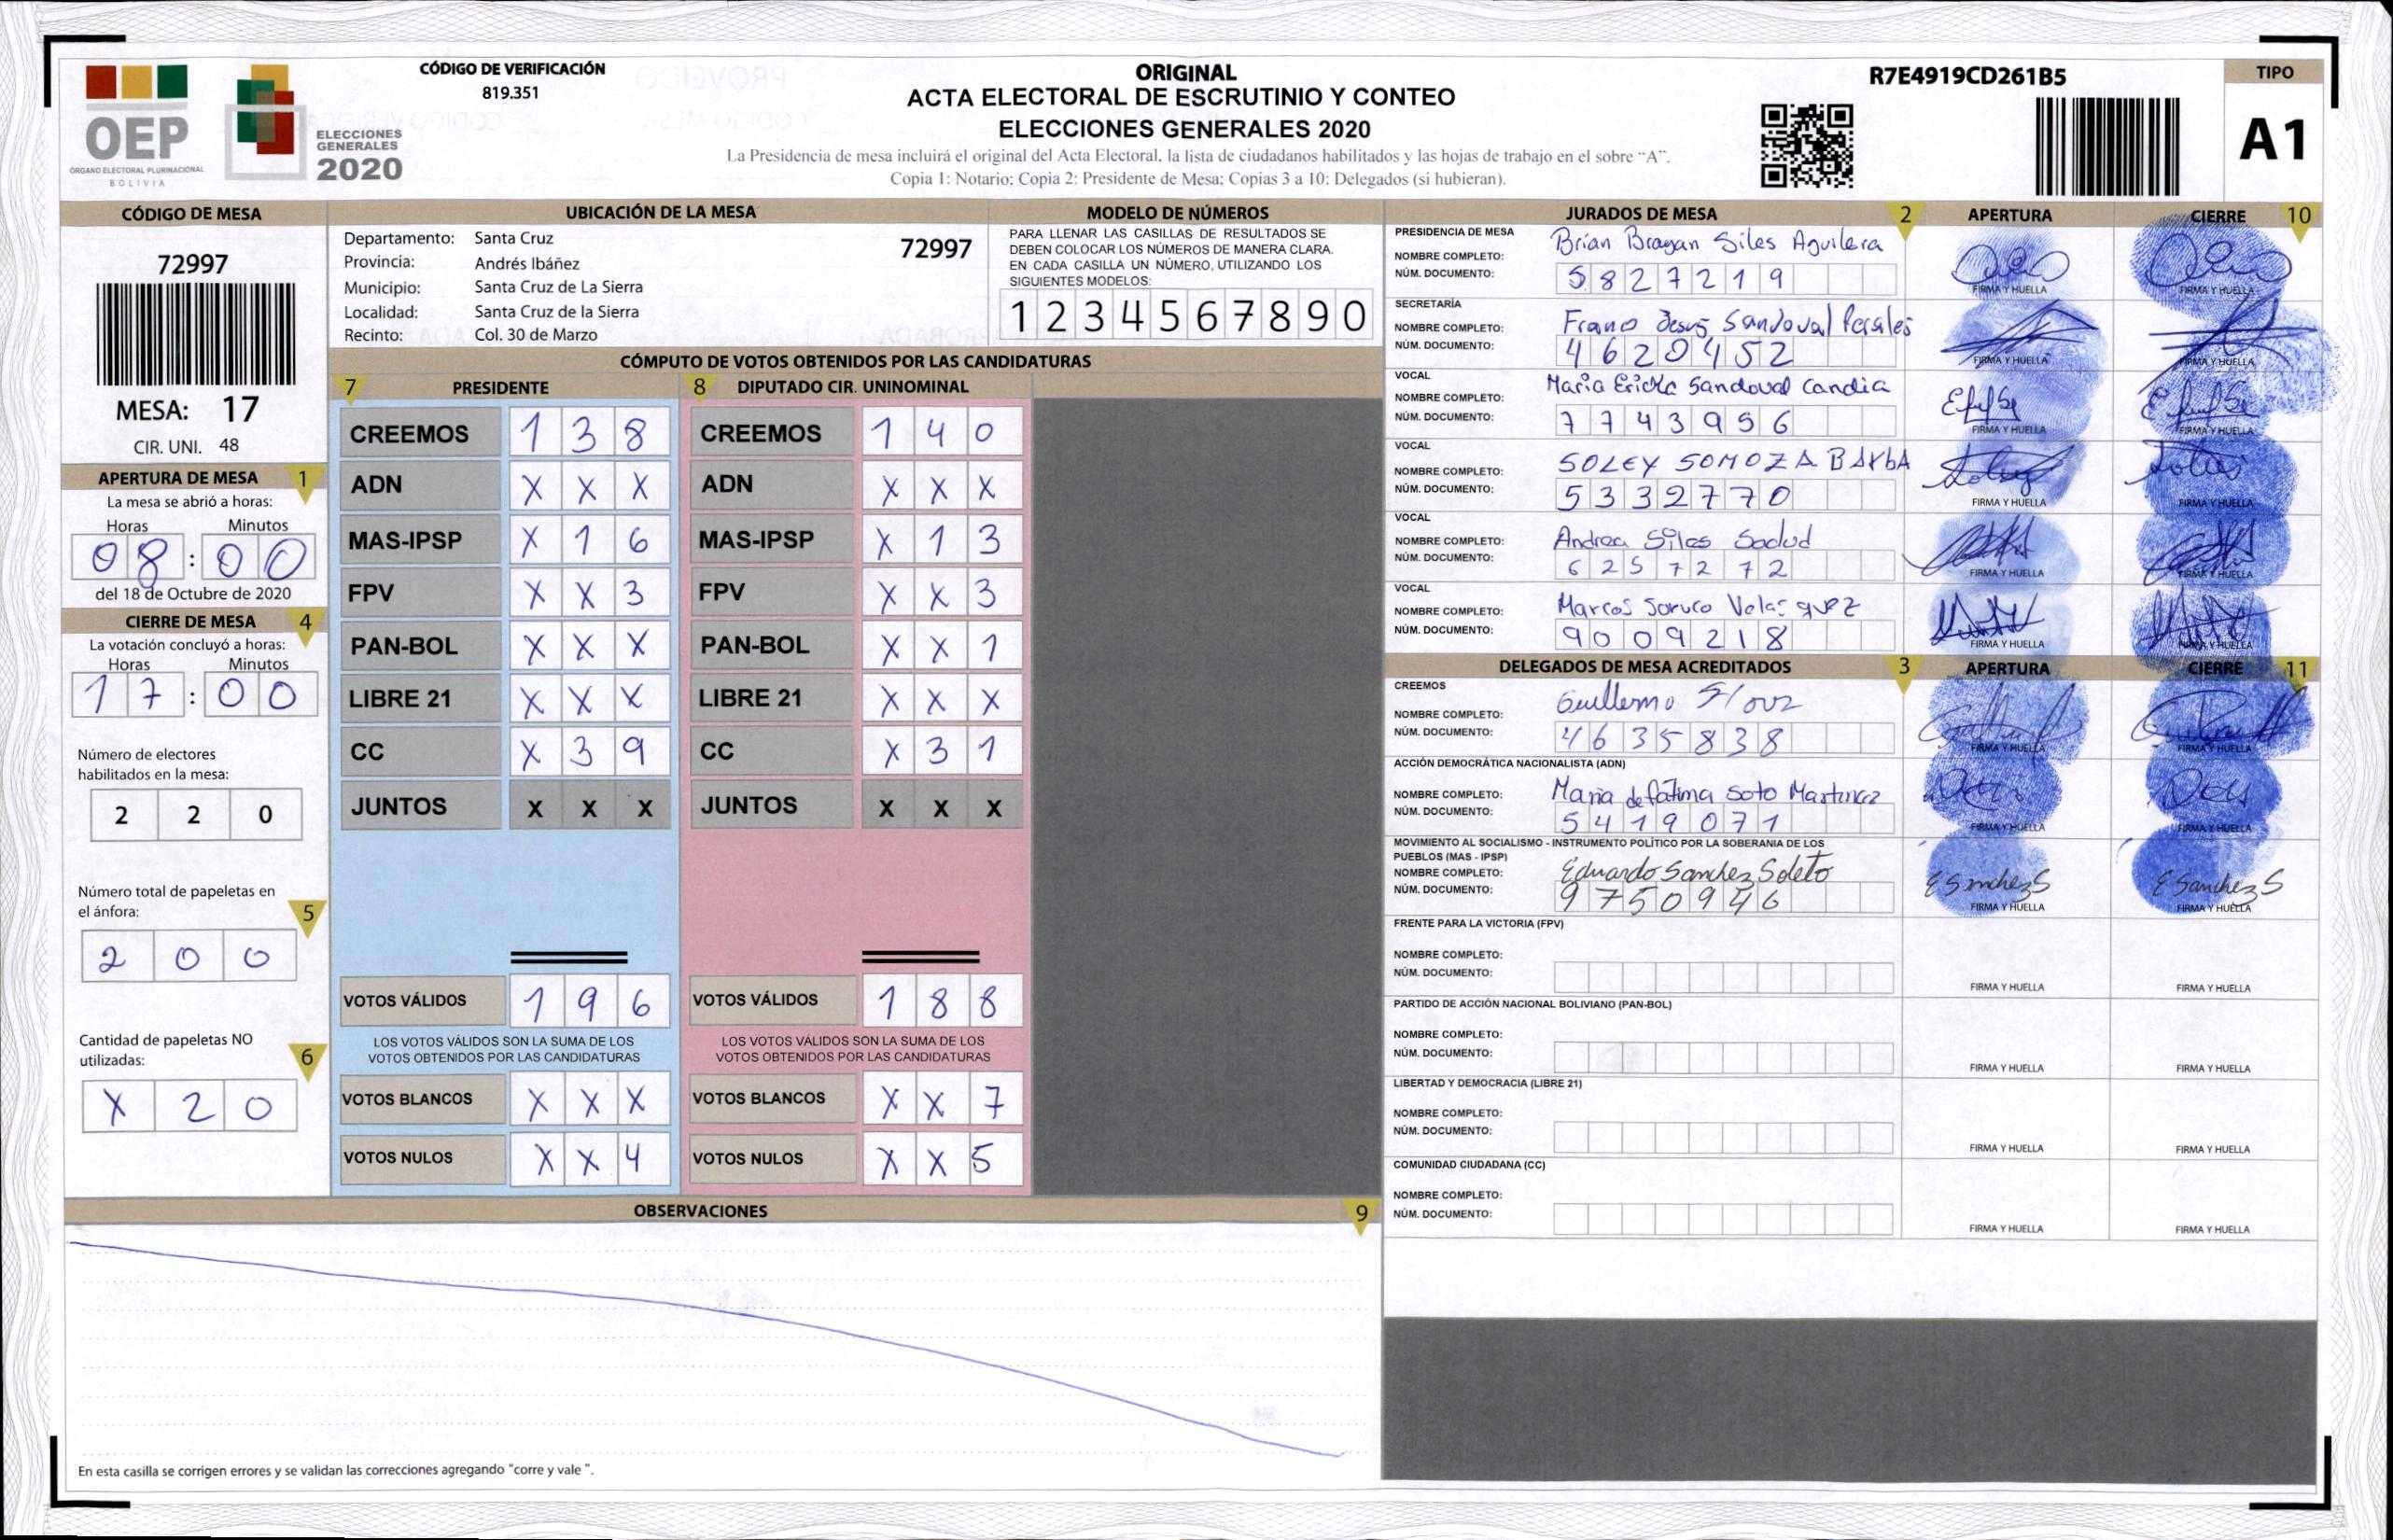 OEP
ÓRGANO ELECTORAL PLURINACIONAL
BOLIVIA
ELECCIONES
GENERALES
2020
CÓDIGO DE VERIFICACIÓN
819.351
ORIGINAL
ACTA ELECTORAL DE ESCRUTINIO Y CONTEO
ELECCIONES GENERALES 2020
La Presidencia de mesa incluirá el original del Acta Electoral, la lista de ciudadanos habilitados y las hojas de trabajo en el sobre "A".
Copia 1: Notario; Copia 2: Presidente de Mesa; Copias 3 a 10: Delegados (si hubieran).
R7E4919CD261B5
TIPO
A1
CÓDIGO DE MESA
72997
MESA: 17
CIR. UNI. 48
APERTURA DE MESA 1
La mesa se abrió a horas:
Horas Minutos
08:00
del 18 de Octubre de 2020
CIERRE DE MESA 4
La votación concluyó a horas:
Horas Minutos
17:00
Número de electores
habilitados en la mesa:
2 2 0
Número total de papeletas en
el ánfora: 5
2 0 0
Cantidad de papeletas NO
utilizadas: 6
X 2 0
UBICACIÓN DE LA MESA
Departamento: Santa Cruz 72997
Provincia: Andrés Ibáñez
Municipio: Santa Cruz de La Sierra
Localidad: Santa Cruz de la Sierra
Recinto: Col. 30 de Marzo
MODELO DE NÚMEROS
PARA LLENAR LAS CASILLAS DE RESULTADOS SE
DEBEN COLOCAR LOS NÚMEROS DE MANERA CLARA.
EN CADA CASILLA UN NÚMERO, UTILIZANDO LOS
SIGUIENTES MODELOS:
1 2 3 4 5 6 7 8 9 0
CÓMPUTO DE VOTOS OBTENIDOS POR LAS CANDIDATURAS
7 PRESIDENTE
CREEMOS 1 3 8
ADN X X X
MAS-IPSP X 1 6
FPV X X 3
PAN-BOL X X X
LIBRE 21 X X X
CC X 3 9
JUNTOS X X X
VOTOS VÁLIDOS 1 9 6
LOS VOTOS VÁLIDOS SON LA SUMA DE LOS
VOTOS OBTENIDOS POR LAS CANDIDATURAS
VOTOS BLANCOS X X X
VOTOS NULOS X X 4
8 DIPUTADO CIR. UNINOMINAL
CREEMOS 1 4 0
ADN X X X
MAS-IPSP X 1 3
FPV X X 3
PAN-BOL X X 1
LIBRE 21 X X X
CC X 3 1
JUNTOS X X X
VOTOS VÁLIDOS 1 8 8
LOS VOTOS VÁLIDOS SON LA SUMA DE LOS
VOTOS OBTENIDOS POR LAS CANDIDATURAS
VOTOS BLANCOS X X 7
VOTOS NULOS X X 5
OBSERVACIONES 9
En esta casilla se corrigen errores y se validan las correcciones agregando "corre y vale ".
JURADOS DE MESA 2 APERTURA CIERRE 10
PRESIDENCIA DE MESA
NOMBRE COMPLETO: Brian Brayan Siles Aguilera
NÚM. DOCUMENTO: 5827219
FIRMA Y HUELLA FIRMA Y HUELLA
SECRETARÍA
NOMBRE COMPLETO: Jesus Sandoval
NÚM. DOCUMENTO: 4620452
FIRMA Y HUELLA FIRMA Y HUELLA
VOCAL
NOMBRE COMPLETO: Maria Ericka Sandoval Candia
NÚM. DOCUMENTO: 7743956
FIRMA Y HUELLA FIRMA Y HUELLA
VOCAL
NOMBRE COMPLETO: SOLEY SOMOZA BARBA
NÚM. DOCUMENTO: 5332770
FIRMA Y HUELLA FIRMA Y HUELLA
VOCAL
NOMBRE COMPLETO: Andrea Siles
NÚM. DOCUMENTO: 6257272
FIRMA Y HUELLA FIRMA Y HUELLA
VOCAL
NOMBRE COMPLETO: Marcos Soruco Velasquez
NÚM. DOCUMENTO: 9009218
FIRMA Y HUELLA FIRMA Y HUELLA
DELEGADOS DE MESA ACREDITADOS 3 APERTURA CIERRE 11
CREEMOS
NOMBRE COMPLETO: Guillermo
NÚM. DOCUMENTO: 4635838
FIRMA Y HUELLA FIRMA Y HUELLA
ACCIÓN DEMOCRÁTICA NACIONALISTA (ADN)
NOMBRE COMPLETO: Maria de fatima Soto Martinez
NÚM. DOCUMENTO: 5419071
FIRMA Y HUELLA FIRMA Y HUELLA
MOVIMIENTO AL SOCIALISMO - INSTRUMENTO POLÍTICO POR LA SOBERANIA DE LOS
PUEBLOS (MAS - IPSP)
NOMBRE COMPLETO: Eduardo Sanchez Soleto
NÚM. DOCUMENTO: 9750946
E Sanchez S E Sanchez S
FIRMA Y HUELLA FIRMA Y HUELLA
FRENTE PARA LA VICTORIA (FPV)
NOMBRE COMPLETO:
NÚM. DOCUMENTO:
FIRMA Y HUELLA FIRMA Y HUELLA
PARTIDO DE ACCIÓN NACIONAL BOLIVIANO (PAN-BOL)
NOMBRE COMPLETO:
NÚM. DOCUMENTO:
FIRMA Y HUELLA FIRMA Y HUELLA
LIBERTAD Y DEMOCRACIA (LIBRE 21)
NOMBRE COMPLETO:
NÚM. DOCUMENTO:
FIRMA Y HUELLA FIRMA Y HUELLA
COMUNIDAD CIUDADANA (CC)
NOMBRE COMPLETO:
NÚM. DOCUMENTO:
FIRMA Y HUELLA FIRMA Y HUELLA